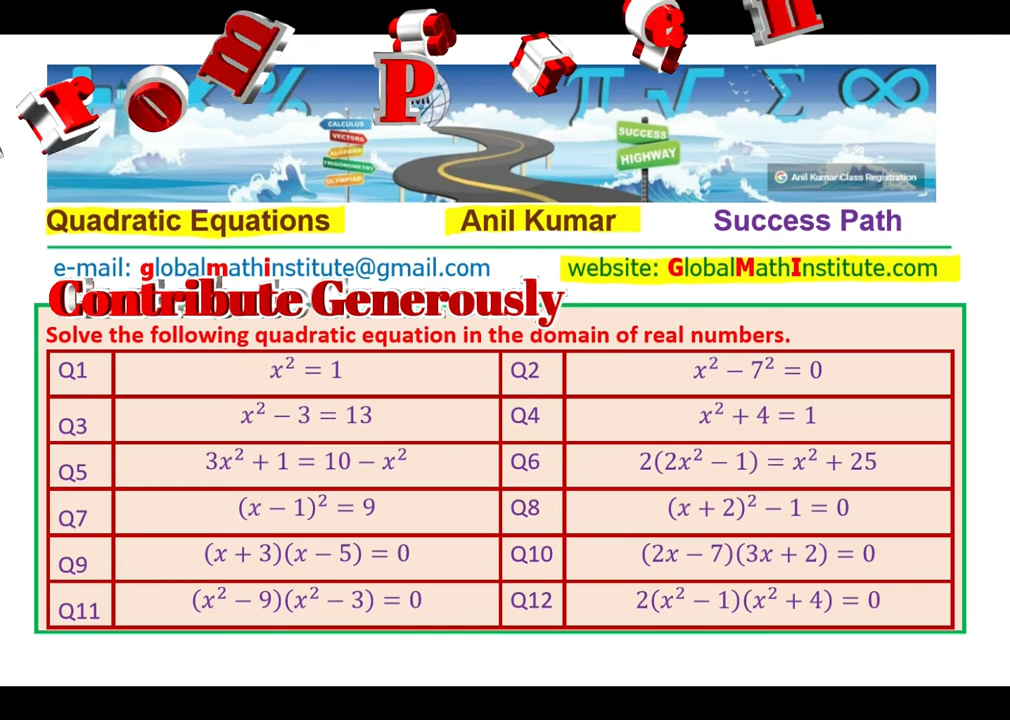 r o m P a r e n
+ × % π √ Σ ∞
CALCULUS
VECTORS
ALGEBRA
TRIGONOMETRY
OLYMPIAD
SUCCESS
HIGHWAY
Anil Kumar Class Registration
Quadratic Equations Anil Kumar Success Path
e-mail: globalmathinstitute@gmail.com website: GlobalMathInstitute.com
Contribute Generously
Solve the following quadratic equation in the domain of real numbers.
Q1 x² = 1 Q2 x² − 7² = 0
Q3 x² − 3 = 13 Q4 x² + 4 = 1
Q5 3x² + 1 = 10 − x² Q6 2(2x² − 1) = x² + 25
Q7 (x − 1)² = 9 Q8 (x + 2)² − 1 = 0
Q9 (x + 3)(x − 5) = 0 Q10 (2x − 7)(3x + 2) = 0
Q11 (x² − 9)(x² − 3) = 0 Q12 2(x² − 1)(x² + 4) = 0